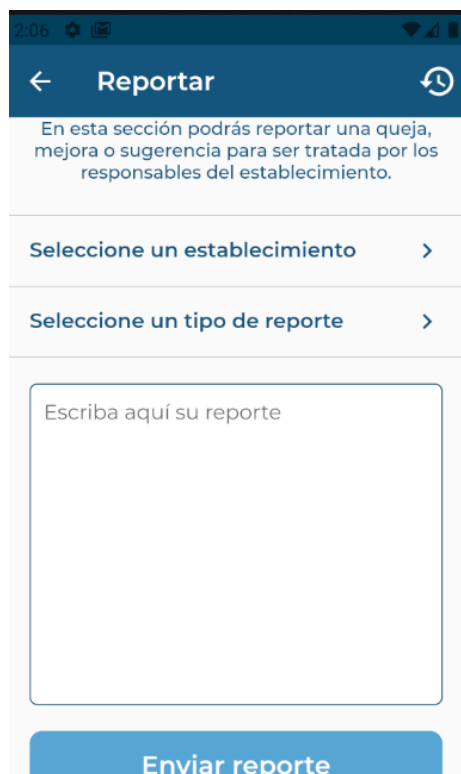 2:06
Reportar
En esta sección podrás reportar una queja,
mejora o sugerencia para ser tratada por los
responsables del establecimiento.
Seleccione un establecimiento
Seleccione un tipo de reporte
Escriba aquí su reporte
Enviar reporte